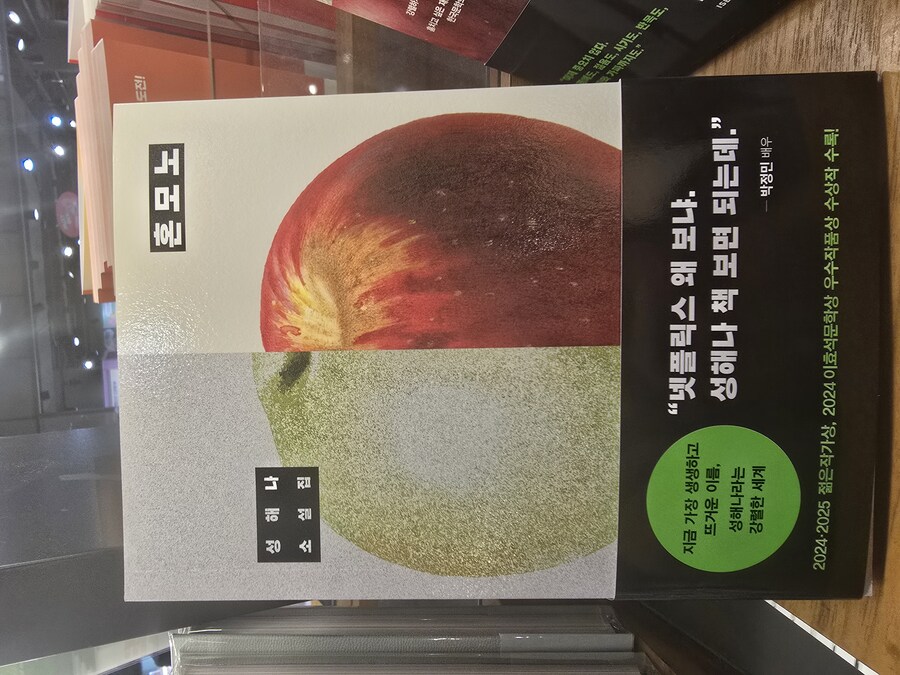 혼모노
성해나
소설집
“넷플릭스 왜 보냐.
성해나 책 보면 되는데.”
— 박정민 배우
지금 가장 생생하고
뜨거운 이름,
성해나라는
강렬한 세계
2024·2025 젊은작가상, 2024 이효석문학상 우수작품상 수상작 수록!